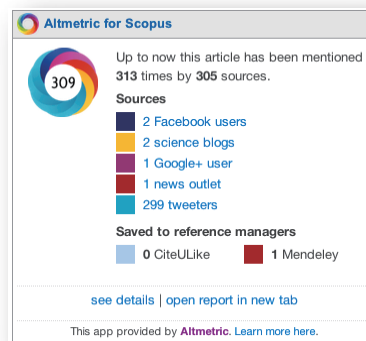 Altmetric for Scopus
309
Up to now this article has been mentioned
313 times by 305 sources.
Sources
2 Facebook users
2 science blogs
1 Google+ user
1 news outlet
299 tweeters
Saved to reference managers
0 CiteULike 1 Mendeley
see details | open report in new tab
This app provided by Altmetric. Learn more here.